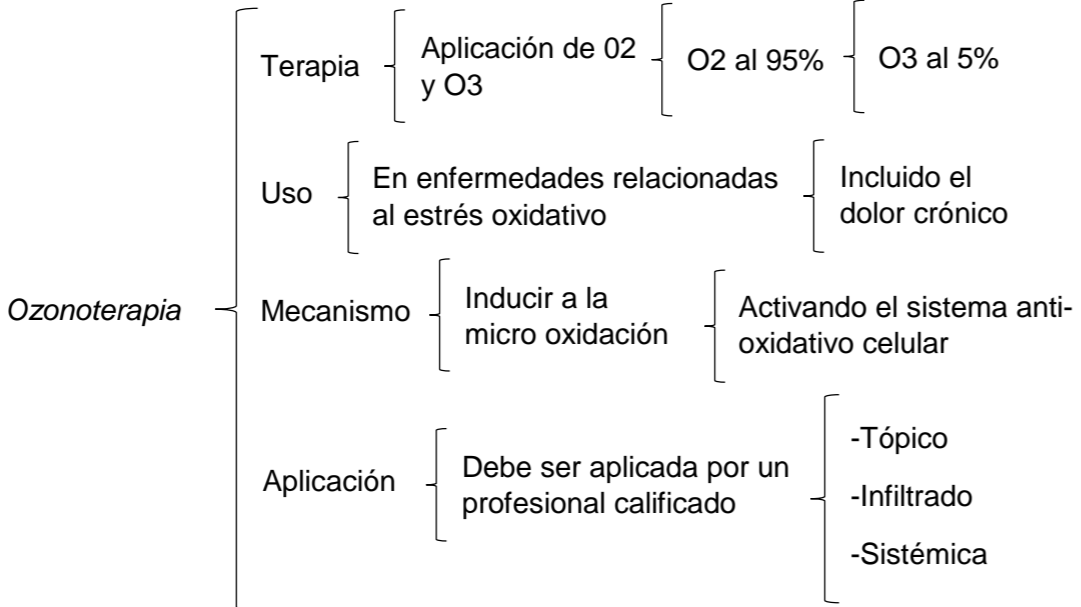 Terapia
Aplicación de 02
y O3
O2 al 95%
O3 al 5%
Uso
En enfermedades relacionadas
al estrés oxidativo
Incluido el
dolor crónico
Ozonoterapia
Mecanismo
Inducir a la
micro oxidación
Activando el sistema anti-
oxidativo celular
Aplicación
Debe ser aplicada por un
profesional calificado
-Tópico
-Infiltrado
-Sistémica